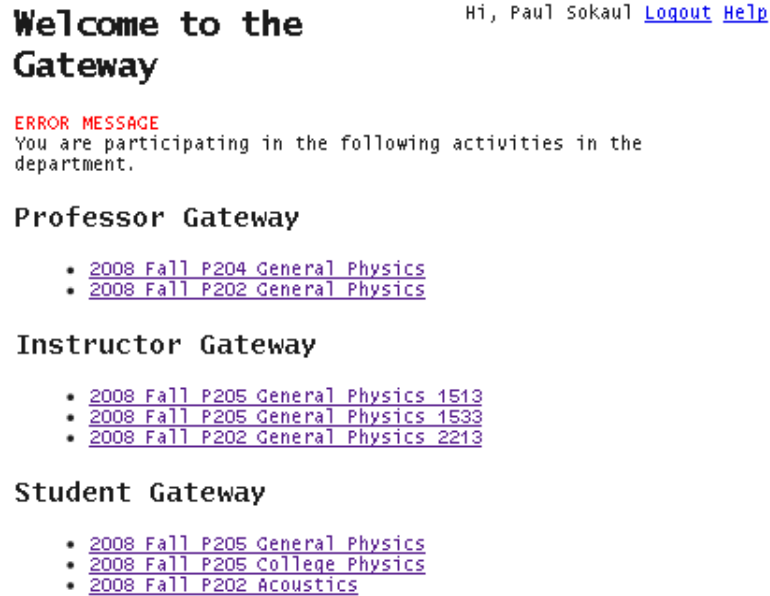 Welcome to the
Gateway
Hi, Paul Sokaul Logout Help
ERROR MESSAGE
You are participating in the following activities in the
department.
Professor Gateway
• 2008 Fall P204 General Physics
• 2008 Fall P202 General Physics
Instructor Gateway
• 2008 Fall P205 General Physics 1513
• 2008 Fall P205 General Physics 1533
• 2008 Fall P202 General Physics 2213
Student Gateway
• 2008 Fall P205 General Physics
• 2008 Fall P205 College Physics
• 2008 Fall P202 Acoustics